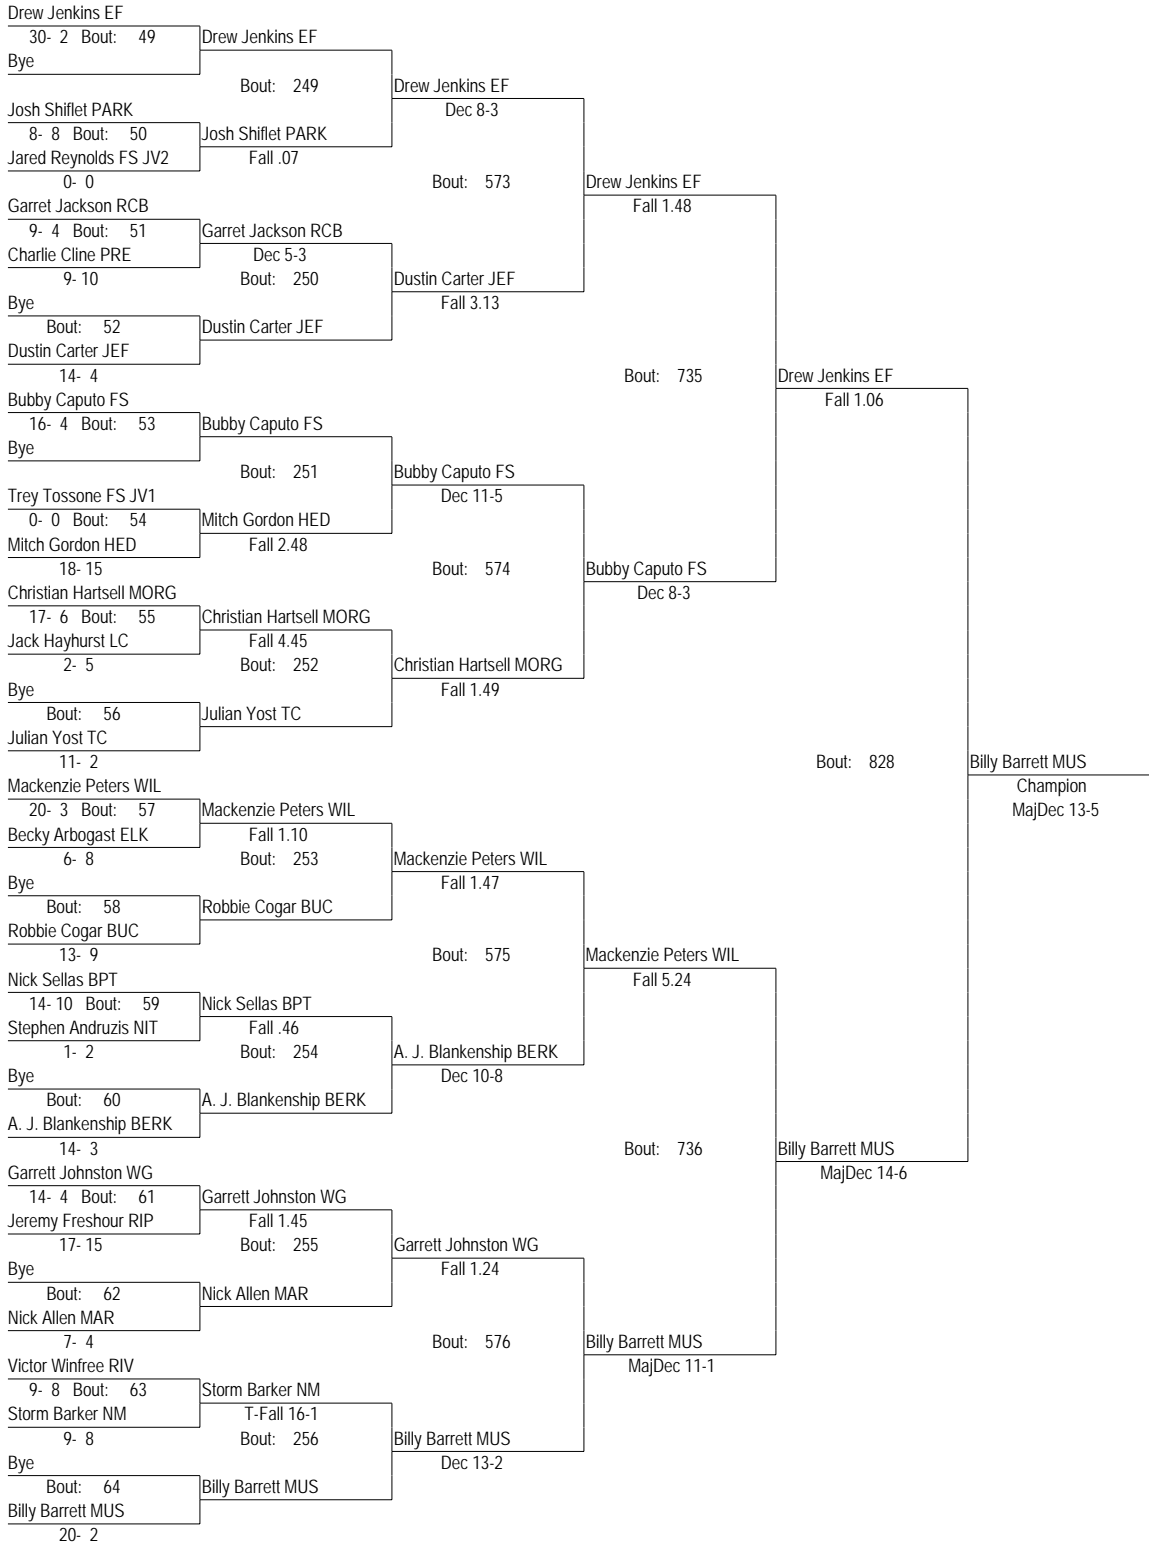 Drew Jenkins EF
30- 2 Bout: 49 Drew Jenkins EF
Bye
Bout: 249 Drew Jenkins EF
Josh Shiflet PARK Dec 8-3
8- 8 Bout: 50 Josh Shiflet PARK
Jared Reynolds FS JV2 Fall .07
0- 0 Bout: 573 Drew Jenkins EF
Garret Jackson RCB Fall 1.48
9- 4 Bout: 51 Garret Jackson RCB
Charlie Cline PRE Dec 5-3
9- 10 Bout: 250 Dustin Carter JEF
Bye Fall 3.13
Bout: 52 Dustin Carter JEF
Dustin Carter JEF
14- 4 Bout: 735 Drew Jenkins EF
Bubby Caputo FS Fall 1.06
16- 4 Bout: 53 Bubby Caputo FS
Bye
Bout: 251 Bubby Caputo FS
Trey Tossone FS JV1 Dec 11-5
0- 0 Bout: 54 Mitch Gordon HED
Mitch Gordon HED Fall 2.48
18- 15 Bout: 574 Bubby Caputo FS
Christian Hartsell MORG Dec 8-3
17- 6 Bout: 55 Christian Hartsell MORG
Jack Hayhurst LC Fall 4.45
2- 5 Bout: 252 Christian Hartsell MORG
Bye Fall 1.49
Bout: 56 Julian Yost TC
Julian Yost TC
11- 2 Bout: 828 Billy Barrett MUS
Mackenzie Peters WIL Champion
20- 3 Bout: 57 Mackenzie Peters WIL MajDec 13-5
Becky Arbogast ELK Fall 1.10
6- 8 Bout: 253 Mackenzie Peters WIL
Bye Fall 1.47
Bout: 58 Robbie Cogar BUC
Robbie Cogar BUC
13- 9 Bout: 575 Mackenzie Peters WIL
Nick Sellas BPT Fall 5.24
14- 10 Bout: 59 Nick Sellas BPT
Stephen Andruzis NIT Fall .46
1- 2 Bout: 254 A. J. Blankenship BERK
Bye Dec 10-8
Bout: 60 A. J. Blankenship BERK
A. J. Blankenship BERK
14- 3 Bout: 736 Billy Barrett MUS
Garrett Johnston WG MajDec 14-6
14- 4 Bout: 61 Garrett Johnston WG
Jeremy Freshour RIP Fall 1.45
17- 15 Bout: 255 Garrett Johnston WG
Bye Fall 1.24
Bout: 62 Nick Allen MAR
Nick Allen MAR
7- 4 Bout: 576 Billy Barrett MUS
Victor Winfree RIV MajDec 11-1
9- 8 Bout: 63 Storm Barker NM
Storm Barker NM T-Fall 16-1
9- 8 Bout: 256 Billy Barrett MUS
Bye Dec 13-2
Bout: 64 Billy Barrett MUS
Billy Barrett MUS
20- 2